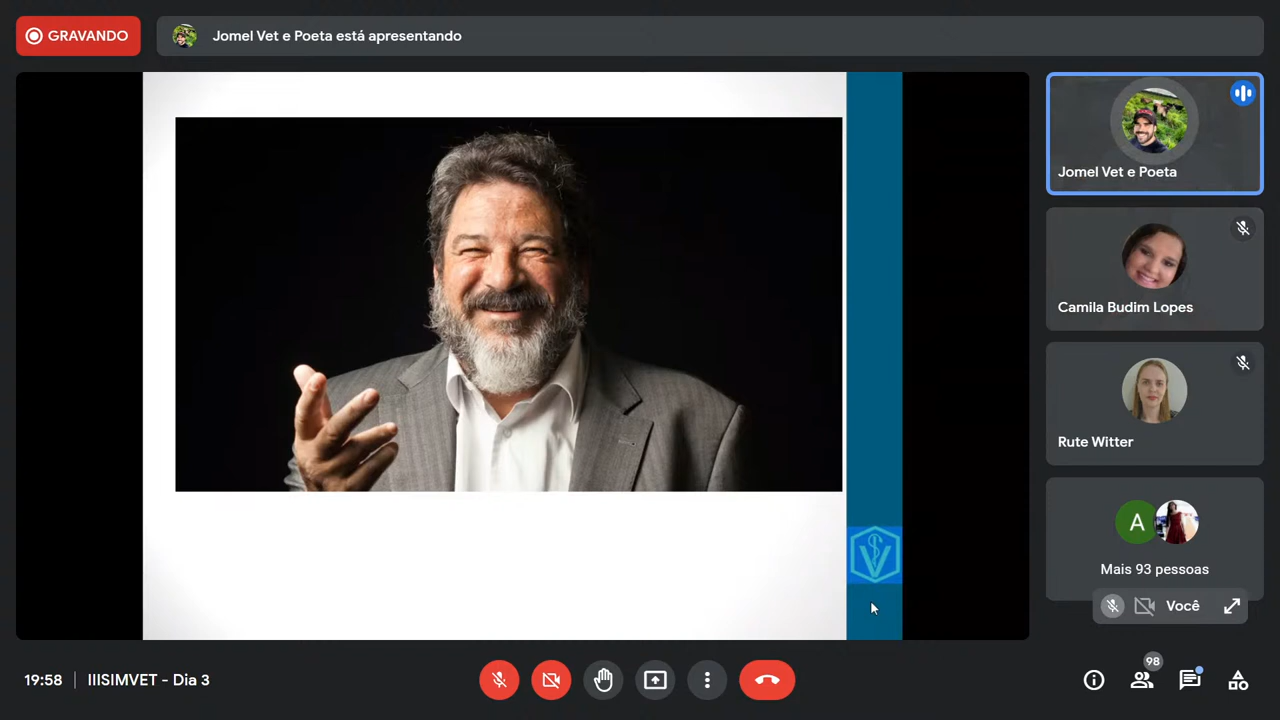 GRAVANDO
Jomel Vet e Poeta está apresentando
Jomel Vet e Poeta
Camila Budim Lopes
Rute Witter
A
Mais 93 pessoas
Você
V
19:58
IIISIMVET - Dia 3
98